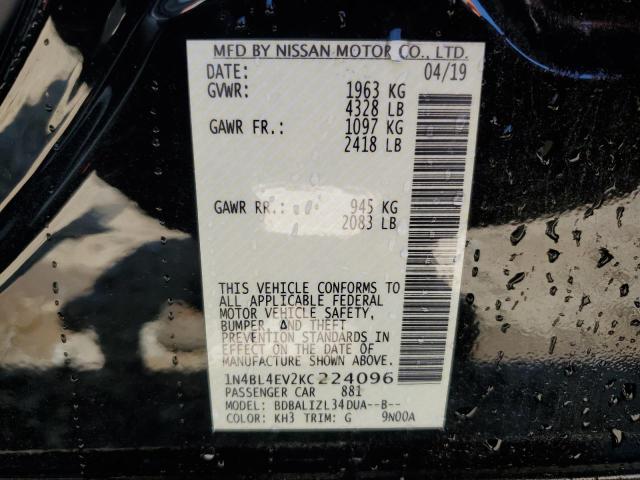 MFD BY NISSAN MOTOR CO., LTD.
DATE: 04/19
GVWR: 1963 KG
4328 LB
GAWR FR.: 1097 KG
2418 LB
GAWR RR.: 945 KG
2083 LB
THIS VEHICLE CONFORMS TO
ALL APPLICABLE FEDERAL
MOTOR VEHICLE SAFETY,
BUMPER, AND THEFT
PREVENTION STANDARDS
IN EFFECT ON THE DATE OF
MANUFACTURE SHOWN ABOVE.
1N4BL4EV2KC224096
PASSENGER CAR 881
MODEL: BDBALIZL34DUA--B--
COLOR: KH3 TRIM: G 9N00A